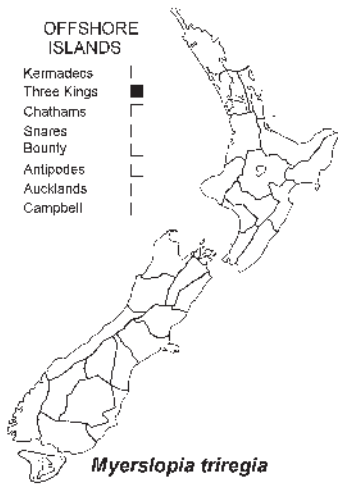 OFFSHORE
ISLANDS
Kermadecs
Three Kings
Chathams
Snares
Bounty
Antipodes
Aucklands
Campbell
Myerslopia triregia